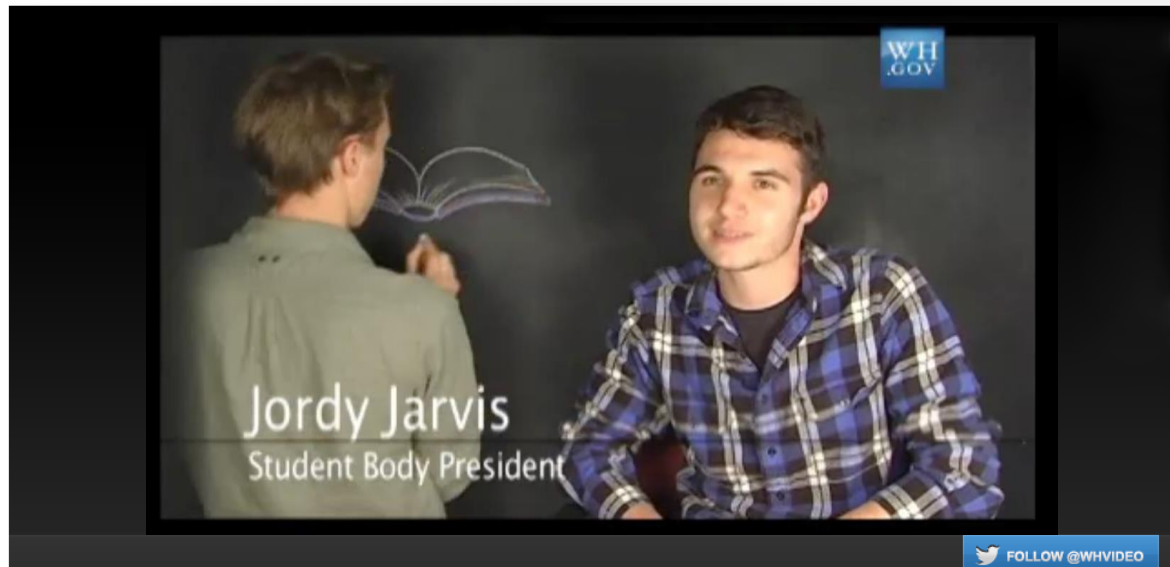 WH
.GOV
Jordy Jarvis
Student Body President
FOLLOW @WHVIDEO